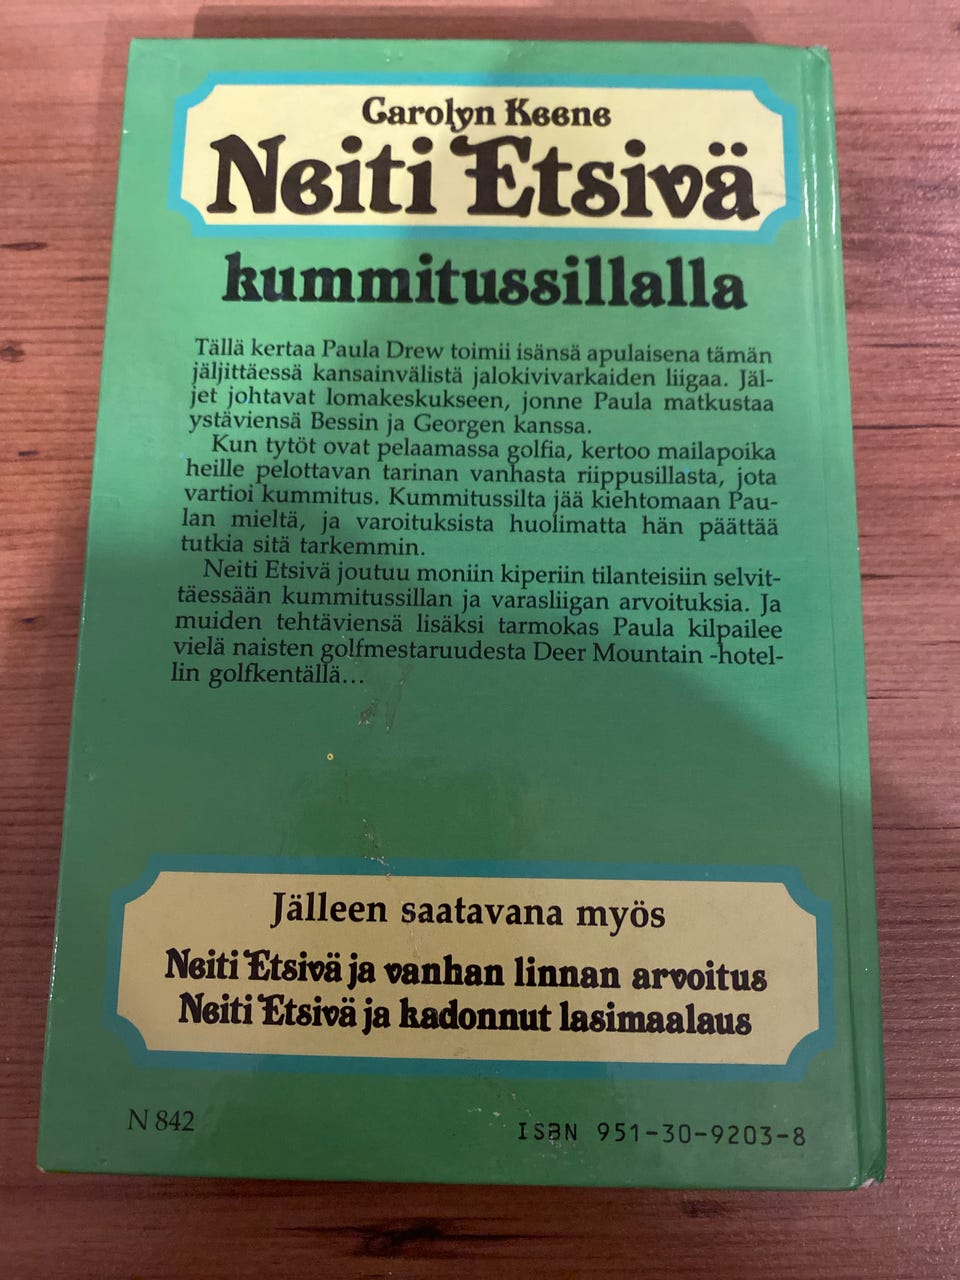 Carolyn Keene
Neiti Etsivä
kummitussillalla
Tällä kertaa Paula Drew toimii isänsä apulaisena tämän
jäljittäessä kansainvälistä jalokivivarkaiden liigaa. Jäl-
jet johtavat lomakeskukseen, jonne Paula matkustaa
ystäviensä Bessin ja Georgen kanssa.
Kun tytöt ovat pelaamassa golfia, kertoo mailapoika
heille pelottavan tarinan vanhasta riippusillasta, jota
vartioi kummitus. Kummitussilta jää kiehtomaan Pau-
lan mieltä, ja varoituksista huolimatta hän päättää
tutkia sitä tarkemmin.
Neiti Etsivä joutuu moniin kiperiin tilanteisiin selvit-
täessään kummitussillan ja varasliigan arvoituksia. Ja
muiden tehtäviensä lisäksi tarmokas Paula kilpailee
vielä naisten golfmestaruudesta Deer Mountain -hotel-
lin golfkentällä...
Jälleen saatavana myös
Neiti Etsivä ja vanhan linnan arvoitus
Neiti Etsivä ja kadonnut lasimaalaus
N 842
ISBN 951-30-9203-8